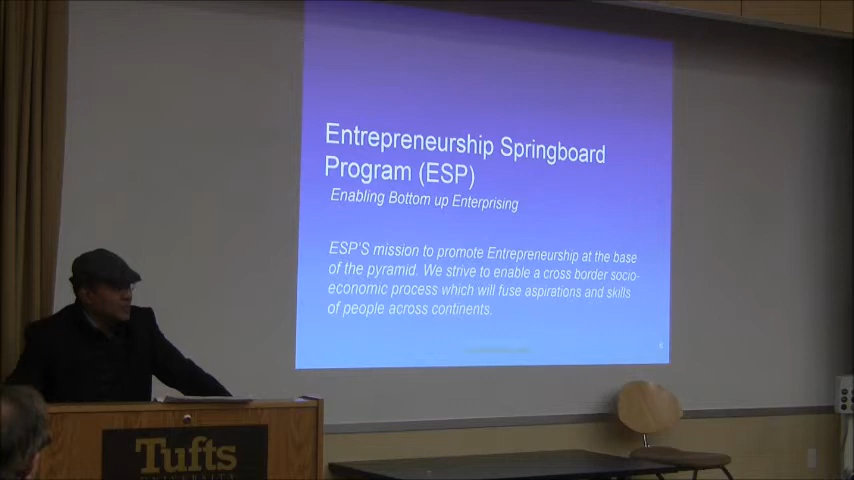 Entrepreneurship Springboard
Program (ESP)
Enabling Bottom up Enterprising
ESP'S mission to promote Entrepreneurship at the base
of the pyramid. We strive to enable a cross border socio-
economic process which will fuse aspirations and skills
of people across continents.
Tufts
UNIVERSITY